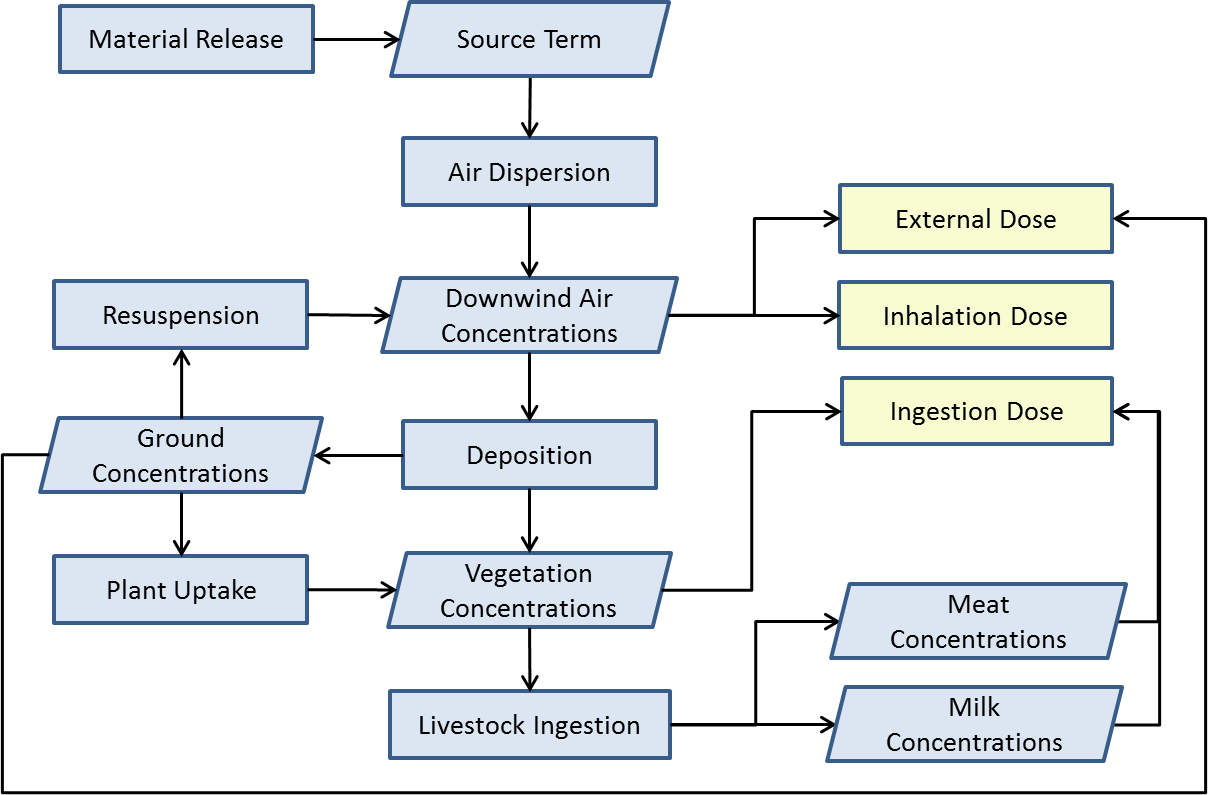 Material Release
Source Term
Air Dispersion
External Dose
Resuspension
Downwind Air
Concentrations
Inhalation Dose
Ingestion Dose
Ground
Concentrations
Deposition
Plant Uptake
Vegetation
Concentrations
Meat
Concentrations
Livestock Ingestion
Milk
Concentrations